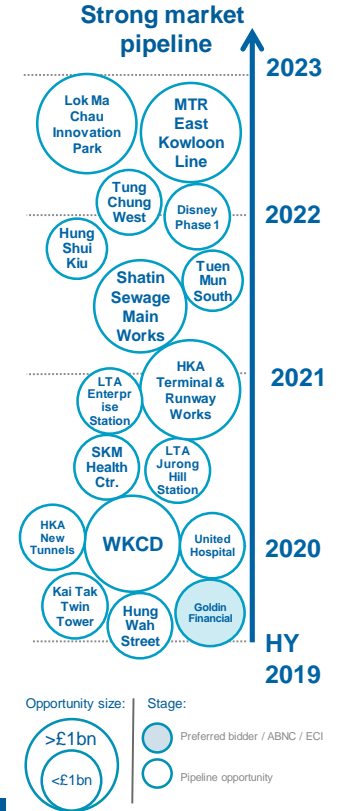 Strong market
pipeline
2023
Lok Ma
Chau
Innovation
Park
MTR
East
Kowloon
Line
Tung
Chung
West
Disney
Phase 1
2022
Hung
Shui
Kiu
Tuen
Mun
South
Shatin
Sewage
Main
Works
HKA
Terminal &
Runway
Works
2021
LTA
Enterpr
ise
Station
SKM
Health
Ctr.
LTA
Jurong
Hill
Station
HKA
New
Tunnels
WKCD
United
Hospital
2020
Kai Tak
Twin
Tower
Hung
Wah
Street
Goldin
Financial
HY
2019
Opportunity size:
>£1bn
<£1bn
Stage:
Preferred bidder / ABNC / ECI
Pipeline opportunity